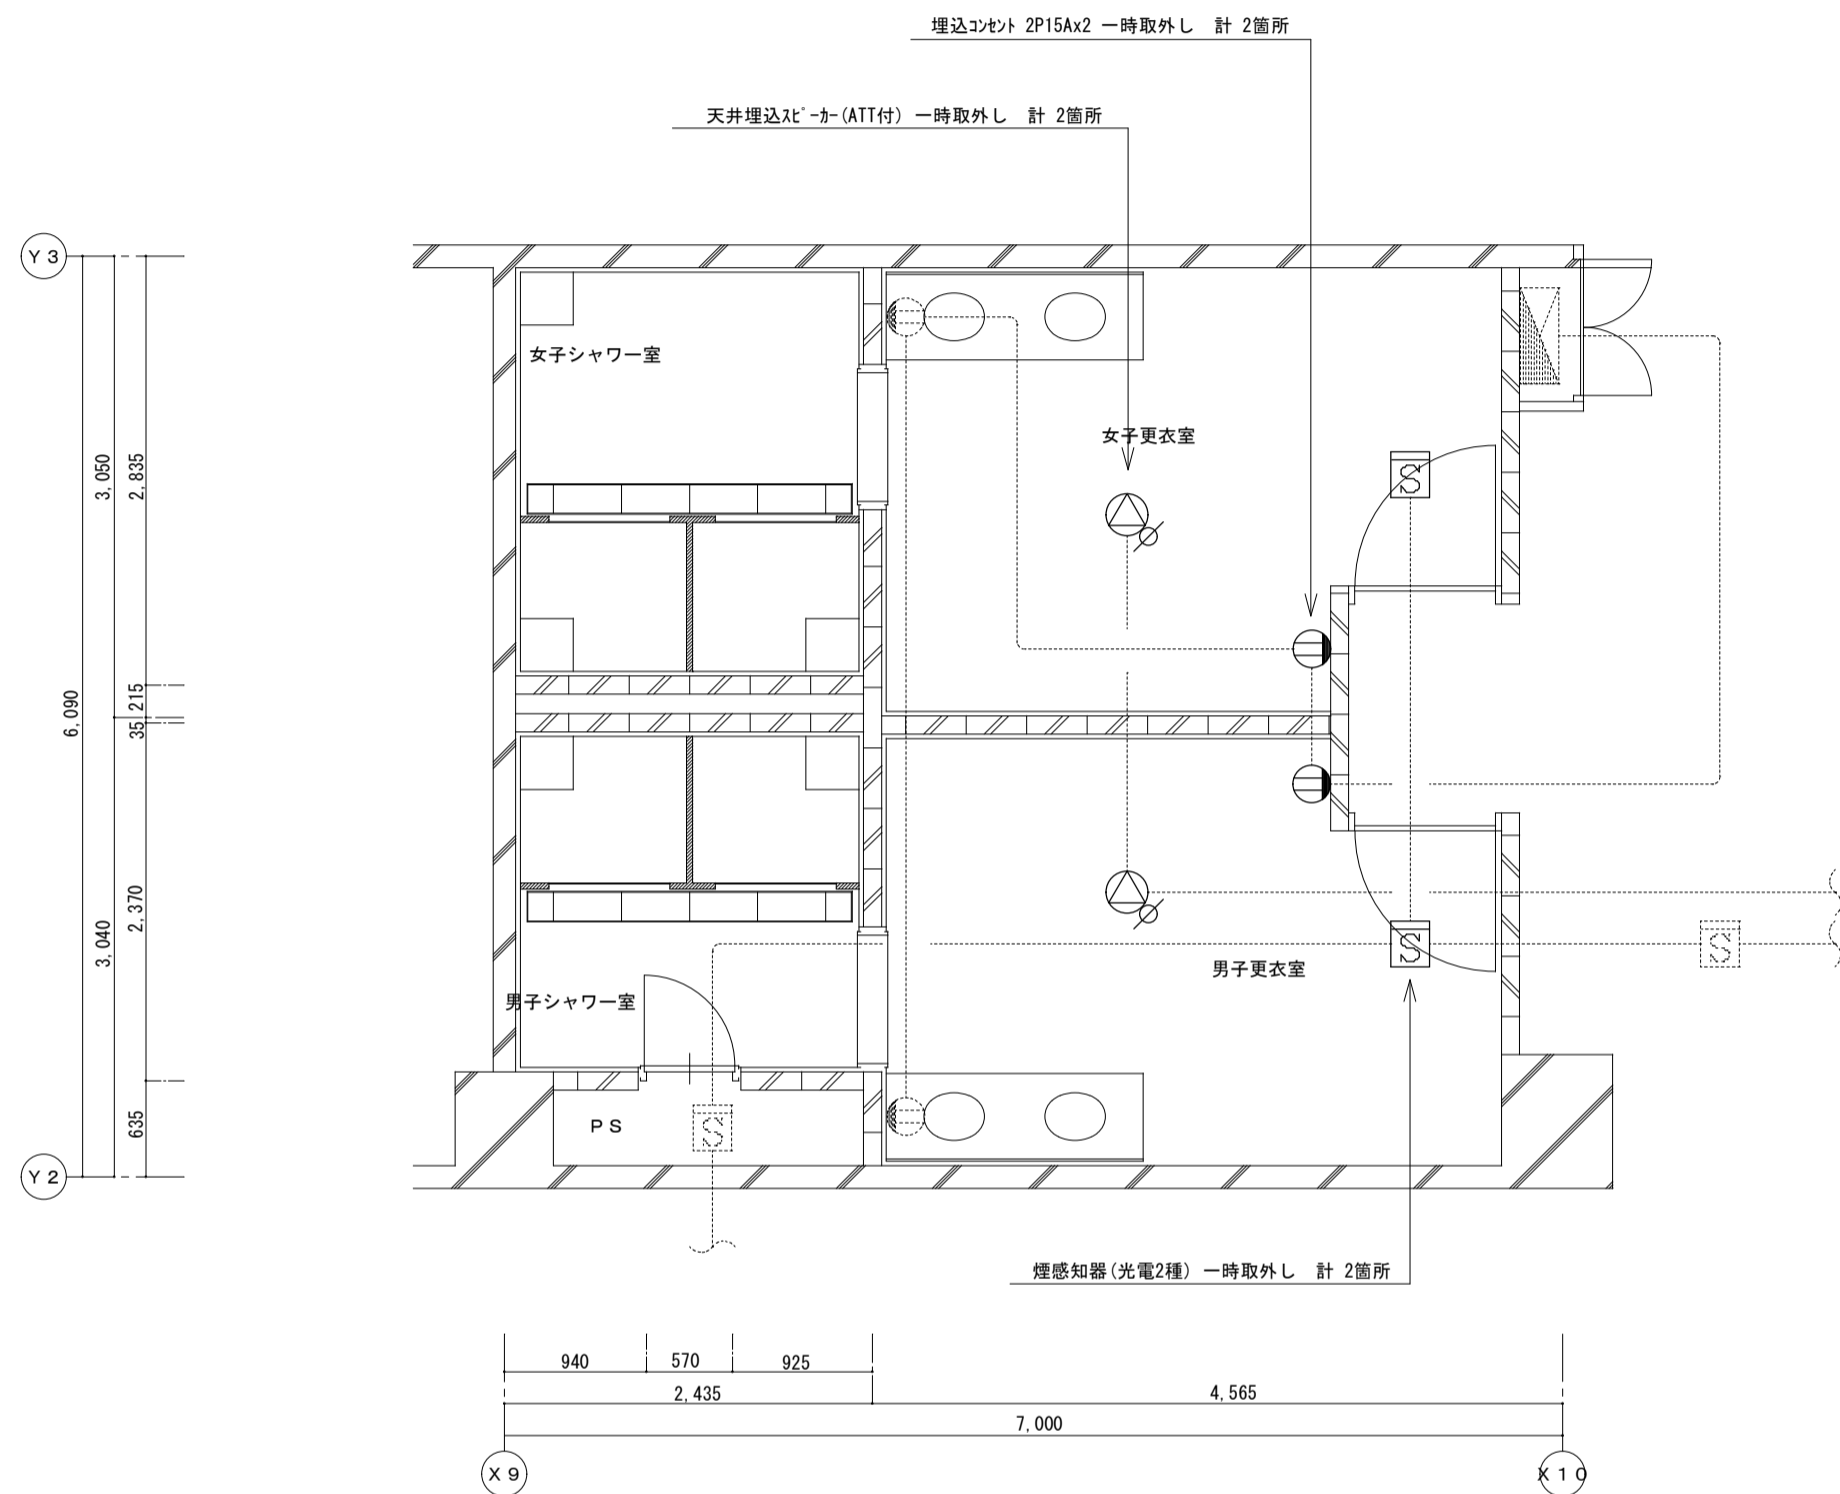 埋込ｺﾝｾﾝﾄ 2P15Ax2 一時取外し 計 2箇所
天井埋込ｽﾋﾟｰｶｰ(ATT付) 一時取外し 計 2箇所
Y3
女子シャワー室
女子更衣室
S
3,050
2,835
6,090
215
35
3,040
2,370
635
男子更衣室
S
S
男子シャワー室
PS
S
Y2
煙感知器(光電2種) 一時取外し 計 2箇所
940
570
925
2,435
4,565
7,000
X9
X10